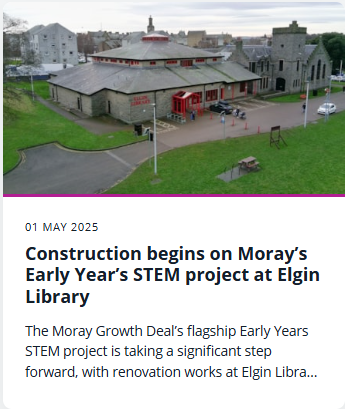 01 MAY 2025
Construction begins on Moray's
Early Year's STEM project at Elgin
Library
The Moray Growth Deal's flagship Early Years
STEM project is taking a significant step
forward, with renovation works at Elgin Libra...